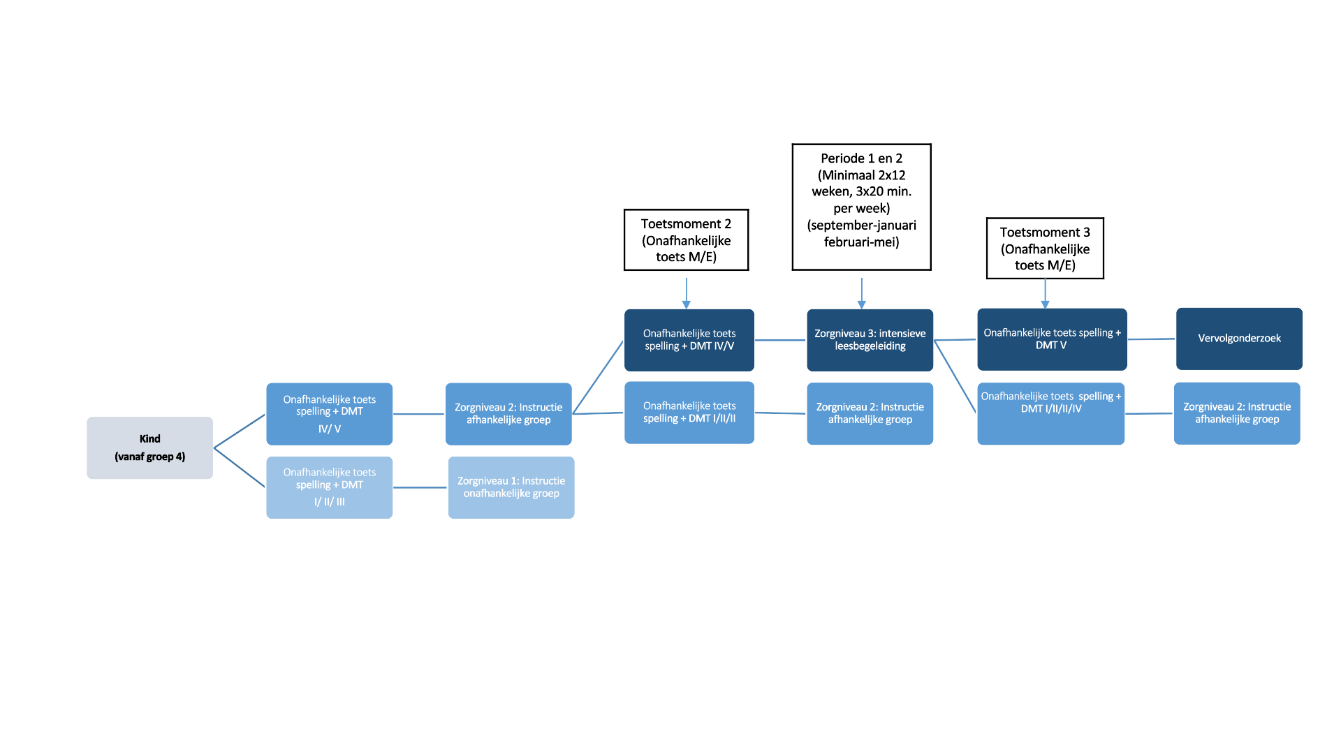 Periode 1 en 2
(Minimaal 2x12
weken, 3x20 min.
per week)
(september-januari
februari-mei)
Toetsmoment 2
(Onafhankelijke
toets M/E)
Toetsmoment 3
(Onafhankelijke
toets M/E)
Onafhankelijke toets
spelling + DMT IV/V
Zorgniveau 3: intensieve
leesbegeleiding
Onafhankelijke toets spelling +
DMT V
Vervolgonderzoek
Kind
(vanaf groep 4)
Onafhankelijke toets
spelling + DMT
IV/ V
Zorgniveau 2: Instructie
afhankelijke groep
Onafhankelijke toets
spelling + DMT I/II/II
Zorgniveau 2: Instructie
afhankelijke groep
Onafhankelijke toets spelling +
DMT I/II/II/IV
Zorgniveau 2: Instructie
afhankelijke groep
Onafhankelijke toets
spelling + DMT
I/ II/ III
Zorgniveau 1: Instructie
onafhankelijke groep